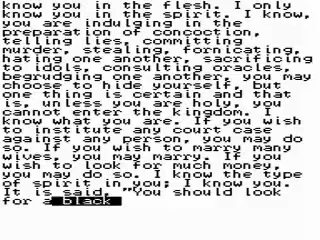 know you in the flesh. I only
know you in the spirit. I know,
you are indulging in the
preparation of concoction,
telling lies, committing
murder, stealing, fornicating,
hating one another, sacrificing
to idols, consulting oracles,
begrudging one another, you may
choose to hide yourself, but
one thing is certain and that
is, unless you are holy, you
cannot enter the kingdom. I
know what you are. If you wish
to institute any court case
against any person, you may do
so. If you wish to marry many
wives, you may marry. If you
wish to look for much money,
you may do so. I know the type
of spirit in you; I know you.
It is said, "You should look
for a black